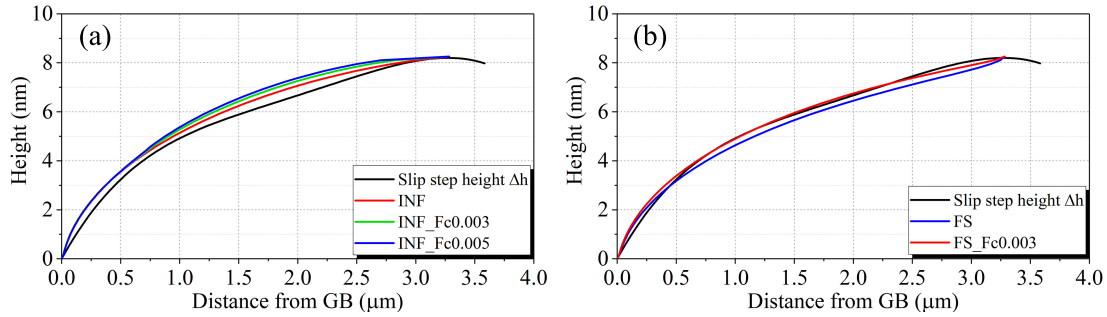 (a)
Height (nm)
10
8
6
4
2
0
0.0 0.5 1.0 1.5 2.0 2.5 3.0 3.5 4.0
Distance from GB (μm)
Slip step height Δh
INF
INF_Fc0.003
INF_Fc0.005
(b)
Height (nm)
10
8
6
4
2
0
0.0 0.5 1.0 1.5 2.0 2.5 3.0 3.5 4.0
Distance from GB (μm)
Slip step height Δh
FS
FS_Fc0.003